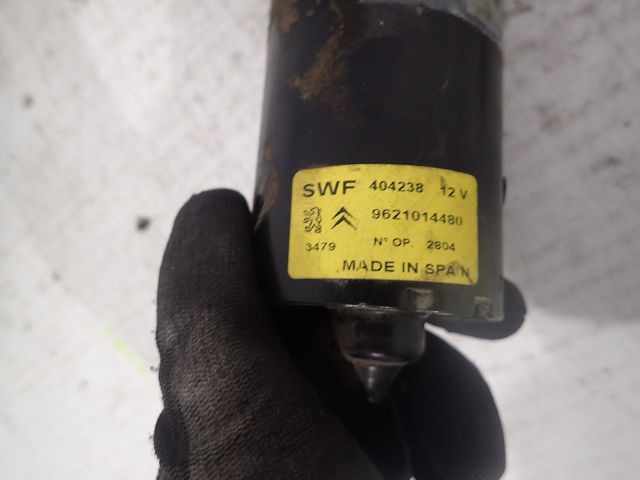 SWF 404238 12 V
9621014480
3479 N° OP. 2804
MADE IN SPAIN